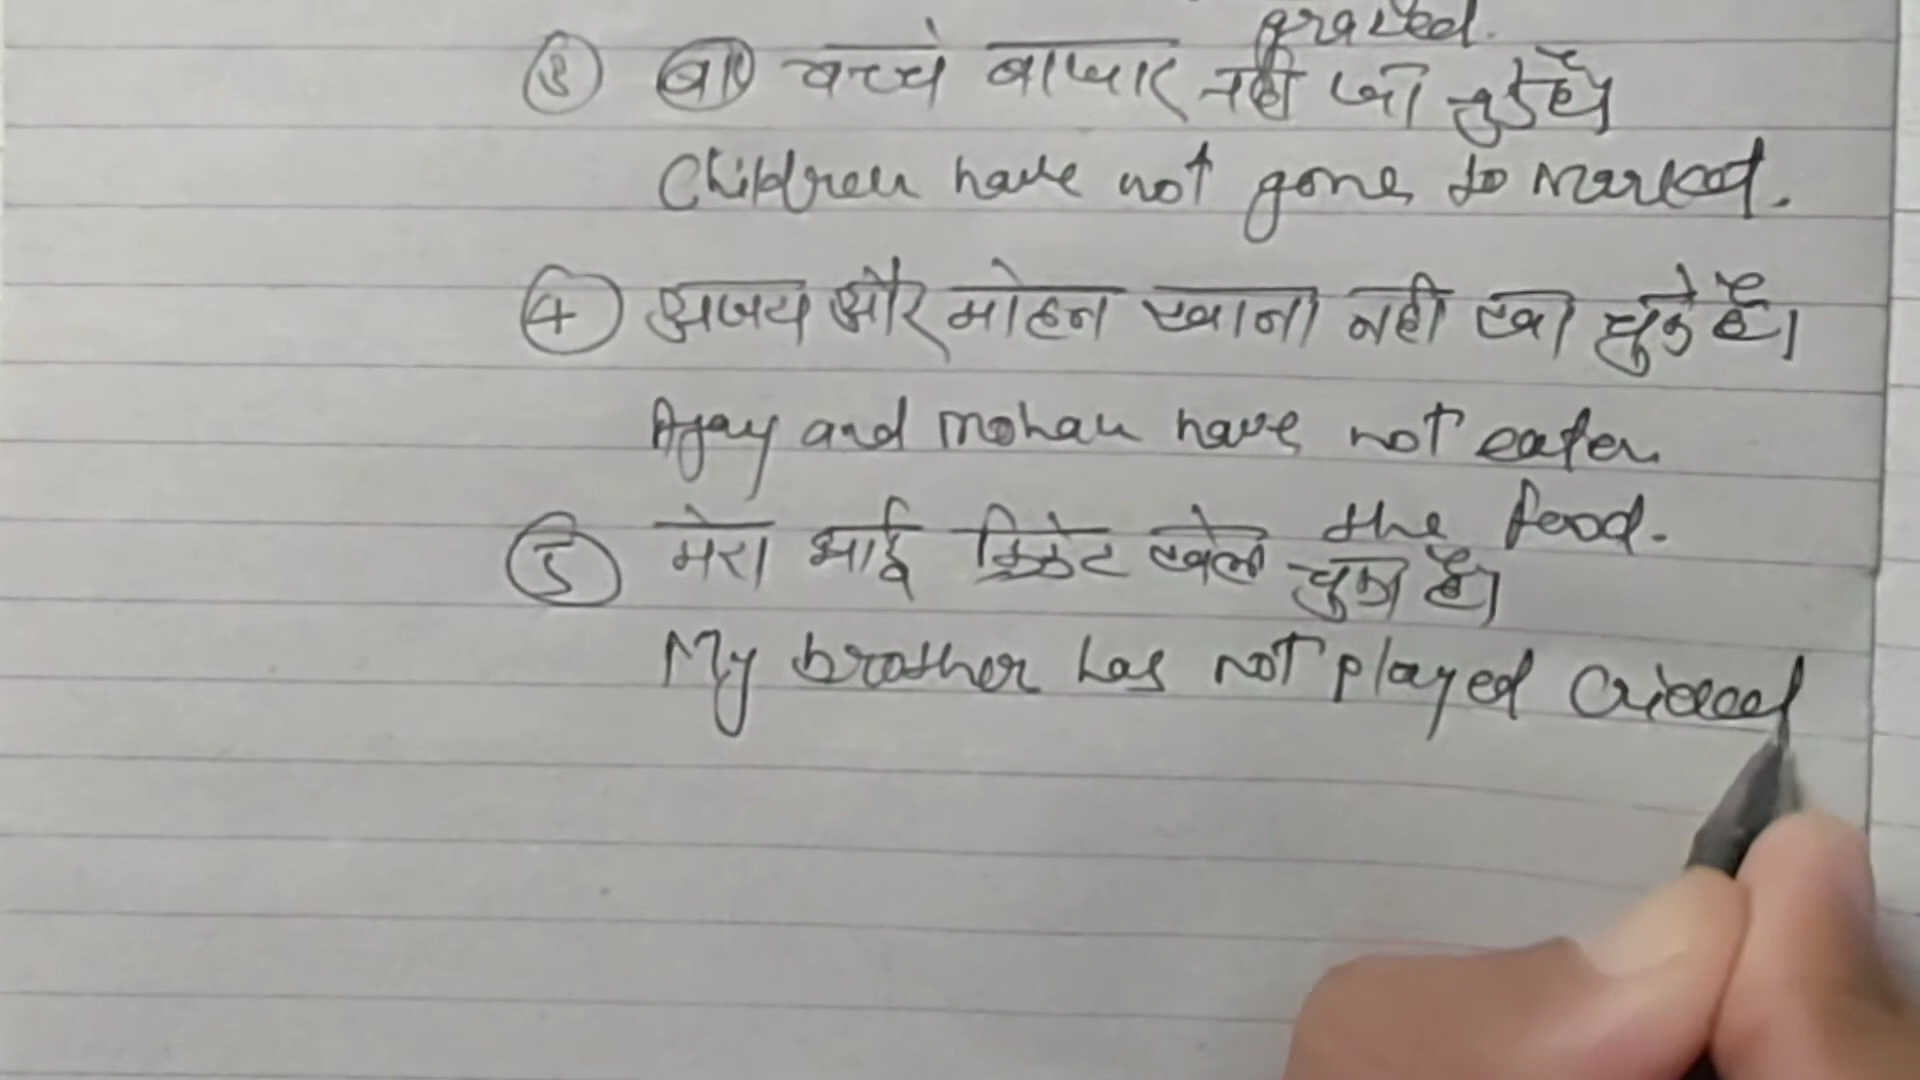 grazed.
③ बच्चे बाजार नही जा चुके है।
Children have not gone to market.
④ अजय और मोहन खाना नही खा चुके है।
Ajay and mohan have not eaten
the food.
⑤ मेरा भाई क्रिकेट खेल चुका है।
My brother has not played Cricket